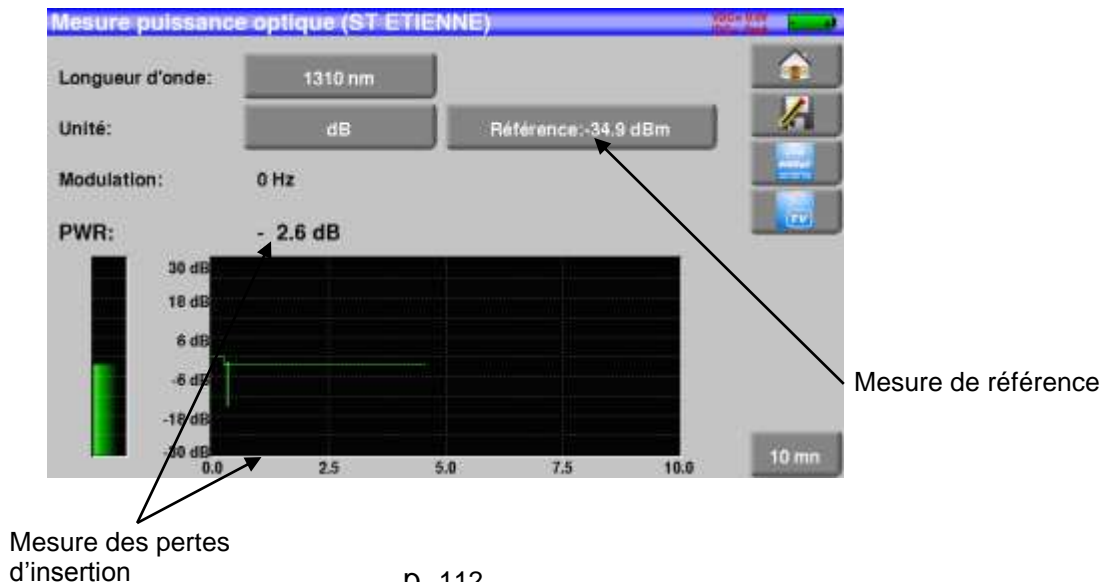 Mesure puissance optique (ST ETIENNE)
Longueur d'onde: 1310 nm
Unité: dB Référence:-34.9 dBm
Modulation: 0 Hz
PWR: - 2.6 dB
30 dB
18 dB
6 dB
-6 dB
-18 dB
-30 dB
0.0 2.5 5.0 7.5 10.0
TV
10 mn
Mesure de référence
Mesure des pertes
d'insertion
p 112